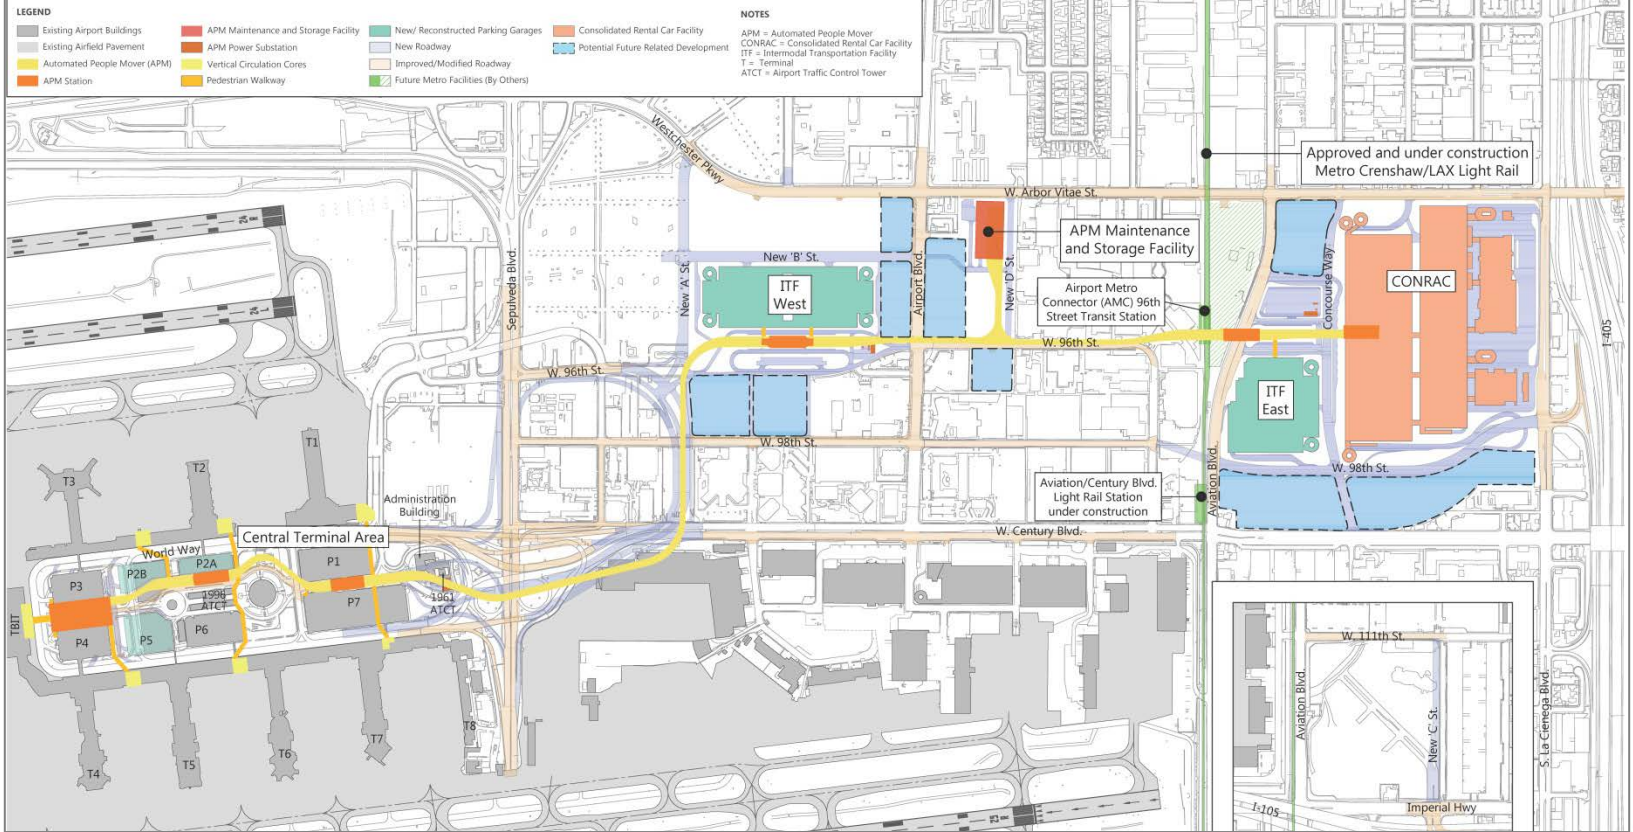 LEGEND
Existing Airport Buildings
Existing Airfield Pavement
Automated People Mover (APM)
APM Station
APM Maintenance and Storage Facility
APM Power Substation
Vertical Circulation Cores
Pedestrian Walkway
New/ Reconstructed Parking Garages
New Roadway
Improved/Modified Roadway
Future Metro Facilities (By Others)
Consolidated Rental Car Facility
Potential Future Related Development
NOTES
APM = Automated People Mover
CONRAC = Consolidated Rental Car Facility
ITF = Intermodal Transportation Facility
T = Terminal
ATCT = Airport Traffic Control Tower
Westchester Pkwy
W. Arbor Vitae St.
Approved and under construction
Metro Crenshaw/LAX Light Rail
APM Maintenance
and Storage Facility
Airport Metro
Connector (AMC) 96th
Street Transit Station
CONRAC
Sepulveda Blvd.
New 'A' St.
New 'B' St.
ITF
West
Airport Blvd.
New 'D' St.
Concourse Way
I-405
24 R
24 L
W. 96th St.
W. 96th St.
ITF
East
W. 98th St.
W. 98th St.
Aviation/Century Blvd.
Light Rail Station
under construction
Aviation Blvd.
W. Century Blvd.
T1
T2
T3
Administration
Building
Central Terminal Area
World Way
P1
P2A
P2B
P3
1996
ATCT
1961
ATCT
P7
P4
P5
P6
TBIT
T4
T5
T6
T7
T8
W. 111th St.
Aviation Blvd.
New 'C' St.
S. La Cienega Blvd.
Imperial Hwy
I-105